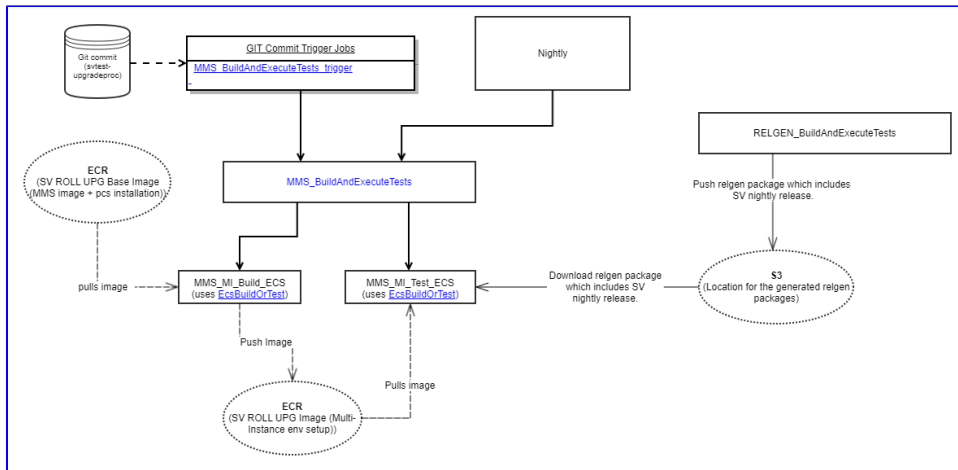 Git commit
(svtest-
upgradeproc)
GIT Commit Trigger Jobs
MMS_BuildAndExecuteTests_trigger
Nightly
RELGEN_BuildAndExecuteTests
ECR
(SV ROLL UPG Base Image
(MMS image + pcs installation))
MMS_BuildAndExecuteTests
Push relgen package which includes
SV nightly release.
pulls image
MMS_MI_Build_ECS
(uses EcsBuildOrTest)
MMS_MI_Test_ECS
(uses EcsBuildOrTest)
Download relgen package
which includes SV
nightly release.
S3
(Location for the generated relgen
packages)
Push Image
Pulls image
ECR
(SV ROLL UPG Image (Multi-
Instance env setup))